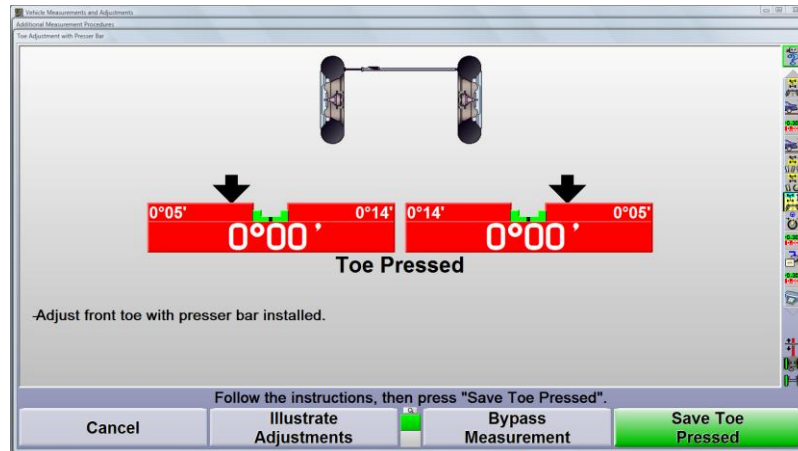 Vehicle Measurements and Adjustments
Additional Measurement Procedures
Toe Adjustment with Presser Bar
0°05' 0°14' 0°14' 0°05'
0°00' 0°00'
Toe Pressed
-Adjust front toe with presser bar installed.
Follow the instructions, then press "Save Toe Pressed".
Cancel
Illustrate
Adjustments
Bypass
Measurement
Save Toe
Pressed